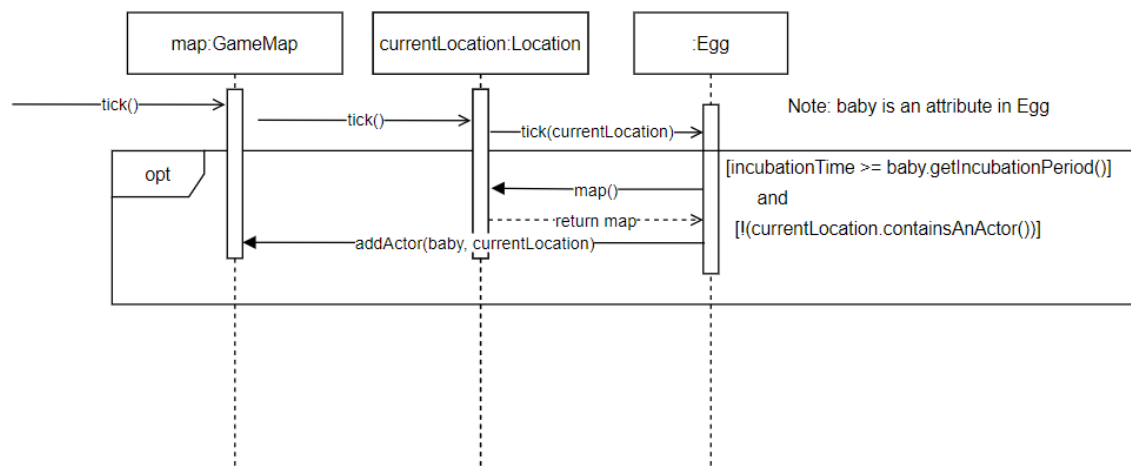 map:GameMap
currentLocation:Location
:Egg
tick()
tick()
tick(currentLocation)
Note: baby is an attribute in Egg
opt
[incubationTime >= baby.getIncubationPeriod()]
and
[!(currentLocation.containsAnActor())]
map()
return map
addActor(baby, currentLocation)